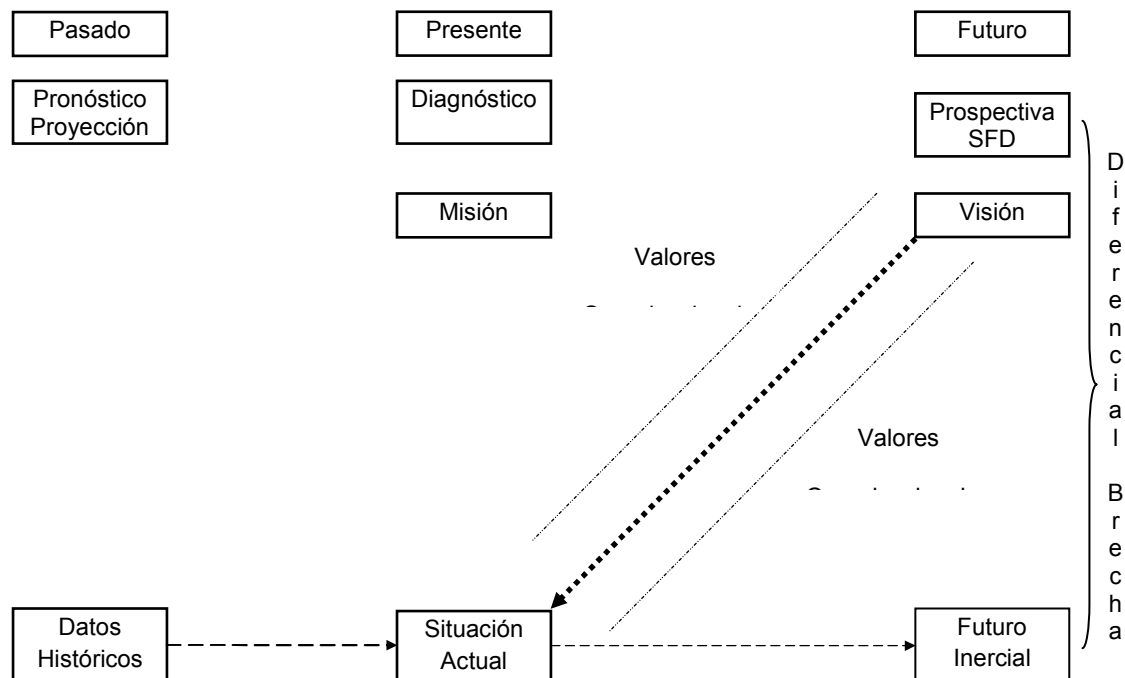 Pasado
Presente
Futuro
Pronóstico
Proyección
Diagnóstico
Prospectiva
SFD
Misión
Visión
Valores
Valores
Diferencial Brecha
Datos
Históricos
Situación
Actual
Futuro
Inercial